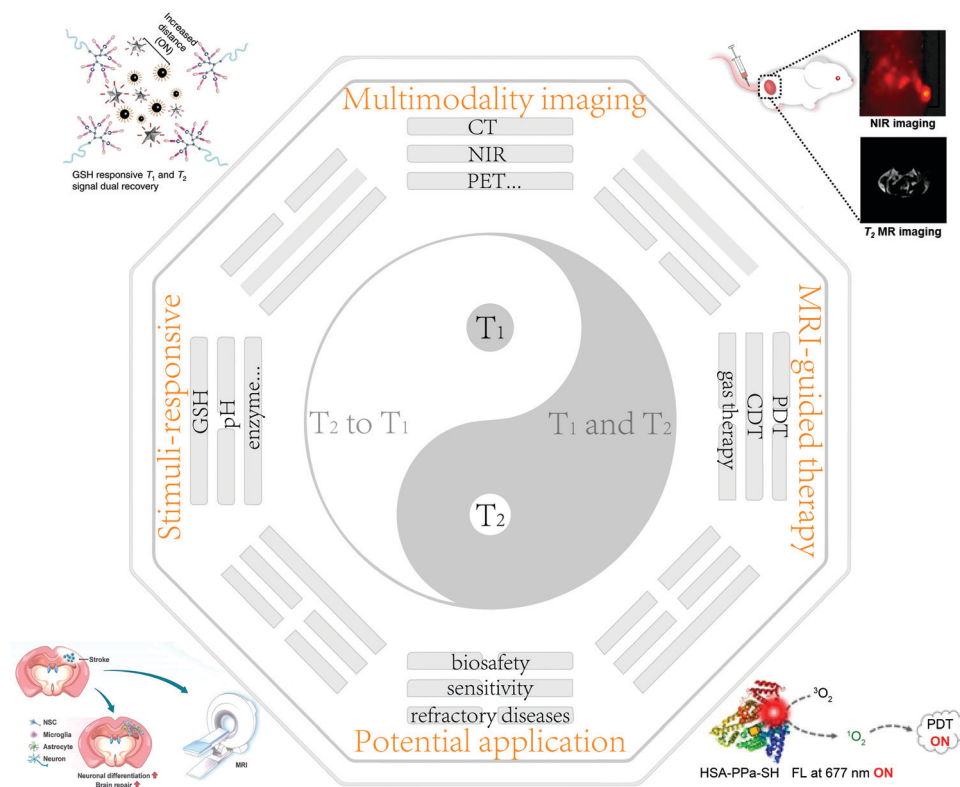 Increased
distance
(ON)
GSH responsive T1 and T2
signal dual recovery
NIR imaging
T2 MR imaging
Multimodality imaging
CT
NIR
PET...
Stimuli-responsive
GSH
pH
enzyme...
T1
T2 to T1
T1 and T2
T2
MRI-guided therapy
PDT
CDT
gas therapy
biosafety
sensitivity
refractory diseases
Potential application
Stroke
NSC
Microglia
Astrocyte
Neuron
Neuronal differentiation
Brain repair
MRI
³O₂
¹O₂
PDT
ON
HSA-PPa-SH FL at 677 nm ON